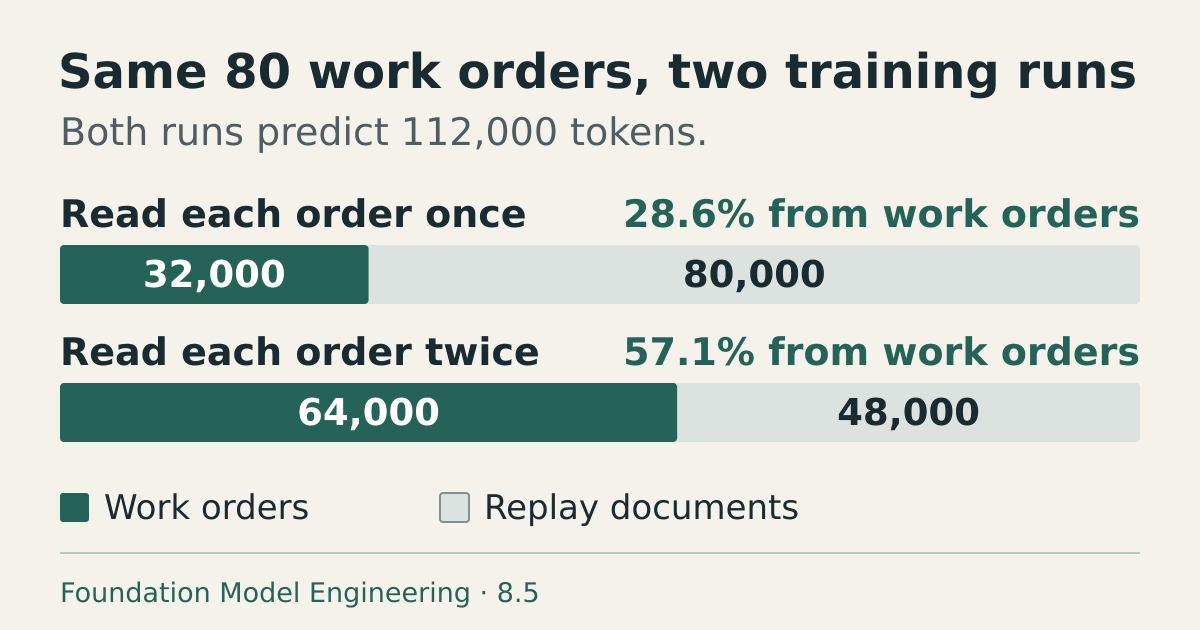 Same 80 work orders, two training runs
Both runs predict 112,000 tokens.
Read each order once
28.6% from work orders
32,000
80,000
Read each order twice
57.1% from work orders
64,000
48,000
Work orders
Replay documents
Foundation Model Engineering · 8.5